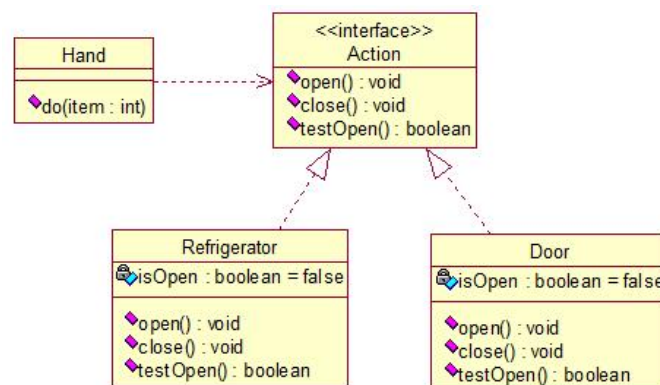 Hand
do(item : int)
<<interface>>
Action
open() : void
close() : void
testOpen() : boolean
Refrigerator
isOpen : boolean = false
open() : void
close() : void
testOpen() : boolean
Door
isOpen : boolean = false
open() : void
close() : void
testOpen() : boolean